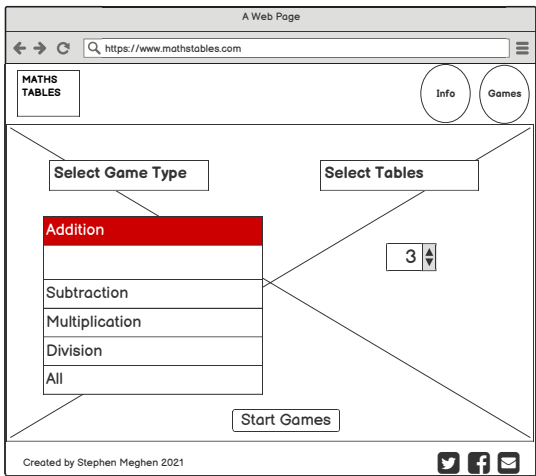 A Web Page
https://www.mathstables.com
MATHS
TABLES
Info
Games
Select Game Type
Select Tables
Addition
3
Subtraction
Multiplication
Division
All
Start Games
Created by Stephen Meghen 2021